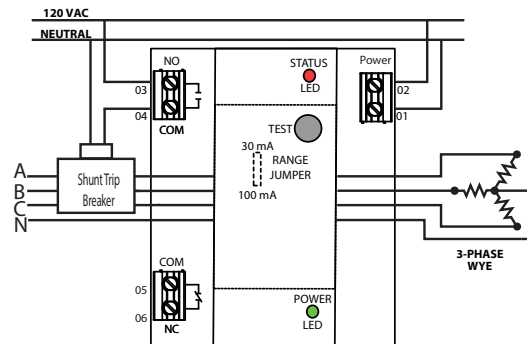 120 VAC
NEUTRAL
NO
03
04
COM
STATUS
LED
Power
02
01
TEST
30 mA
RANGE
JUMPER
100 mA
A
B
C
N
Shunt Trip
Breaker
3-PHASE
WYE
COM
05
06
NC
POWER
LED